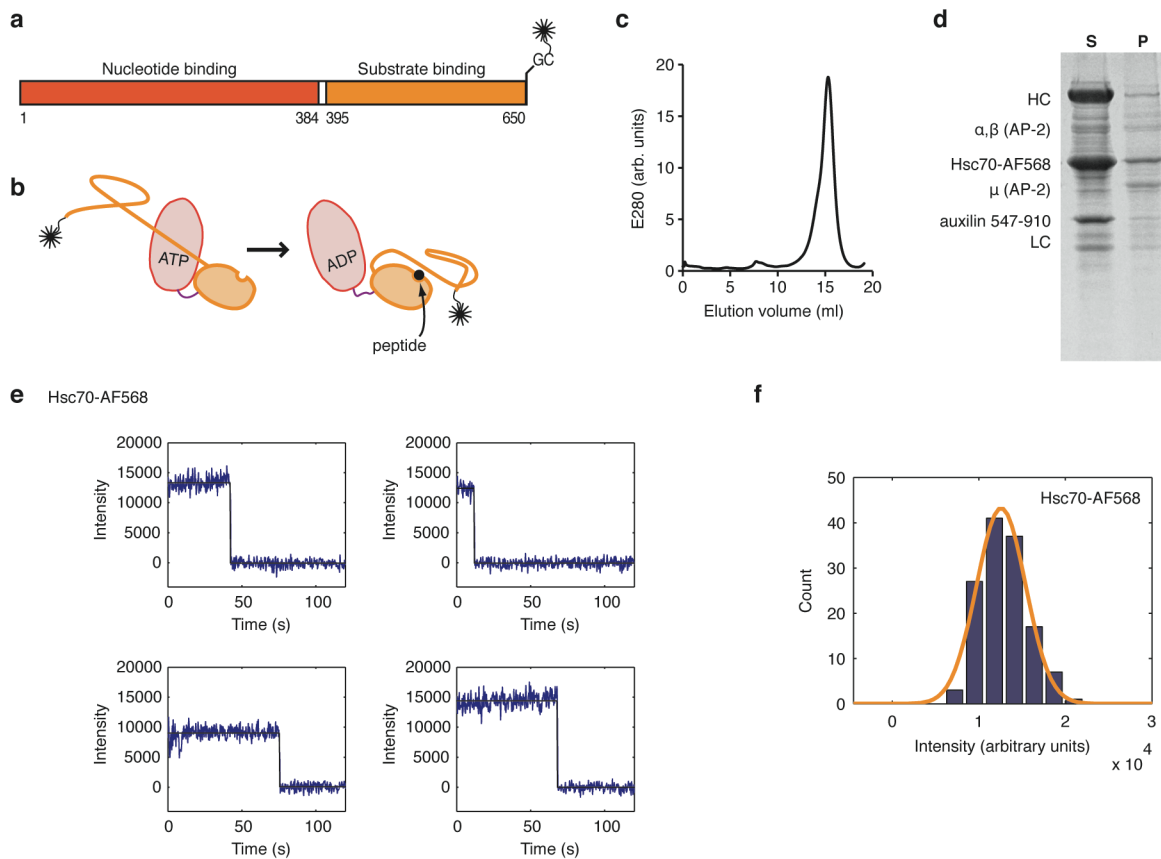 a
Nucleotide binding
Substrate binding
GC
1
384
395
650
b
ATP
ADP
peptide
c
E280 (arb. units)
20
15
10
5
0
0 5 10 15 20
Elution volume (ml)
d
S P
HC
α,β (AP-2)
Hsc70-AF568
μ (AP-2)
auxilin 547-910
LC
e Hsc70-AF568
Intensity
20000
15000
10000
5000
0
0 50 100
Time (s)
Intensity
20000
15000
10000
5000
0
0 50 100
Time (s)
Intensity
20000
15000
10000
5000
0
0 50 100
Time (s)
Intensity
20000
15000
10000
5000
0
0 50 100
Time (s)
f
Hsc70-AF568
Count
50
40
30
20
10
0
0 1 2 3
Intensity (arbitrary units)
x 10 4